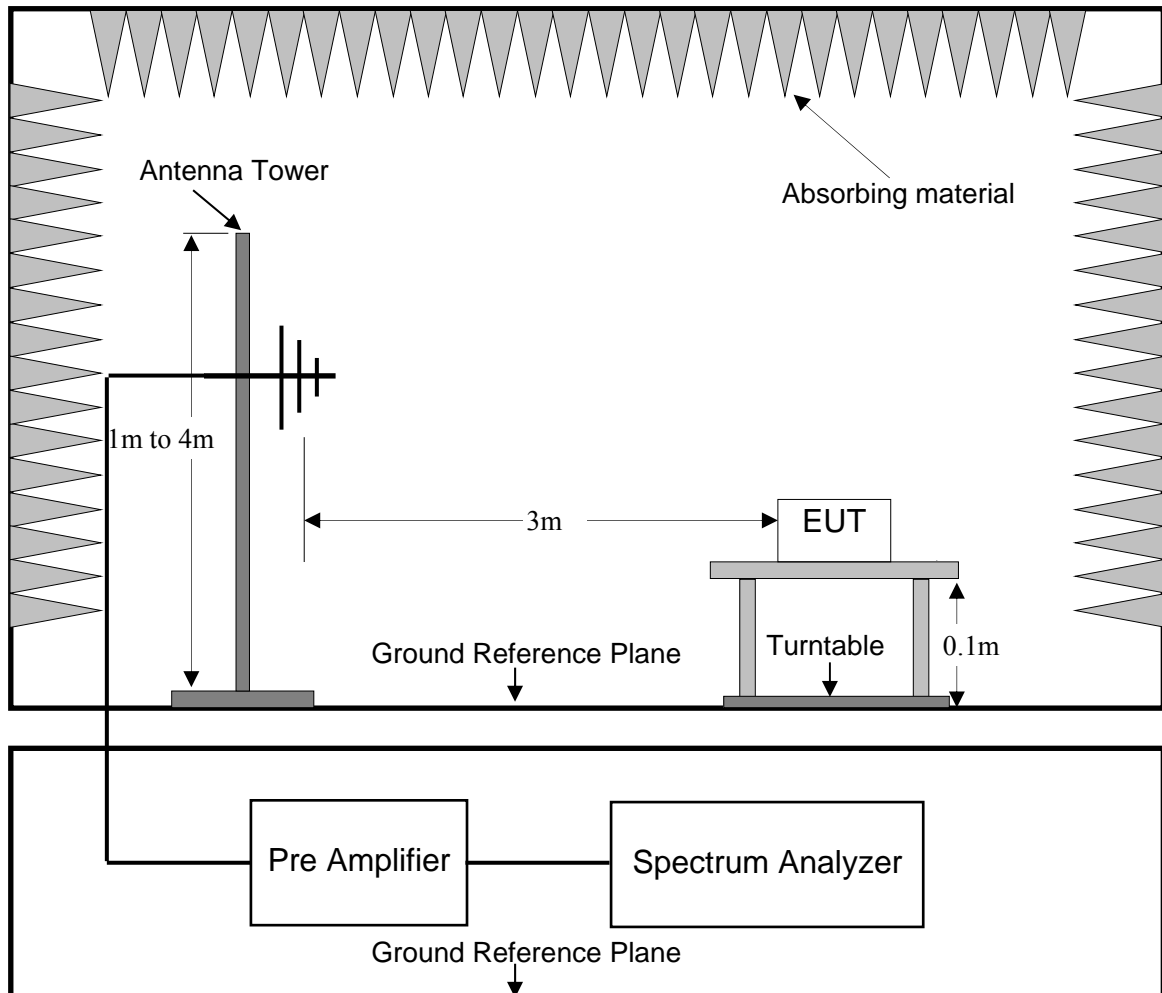 Antenna Tower
Absorbing material
1m to 4m
3m
EUT
Ground Reference Plane
Turntable
0.1m
Pre Amplifier
Spectrum Analyzer
Ground Reference Plane